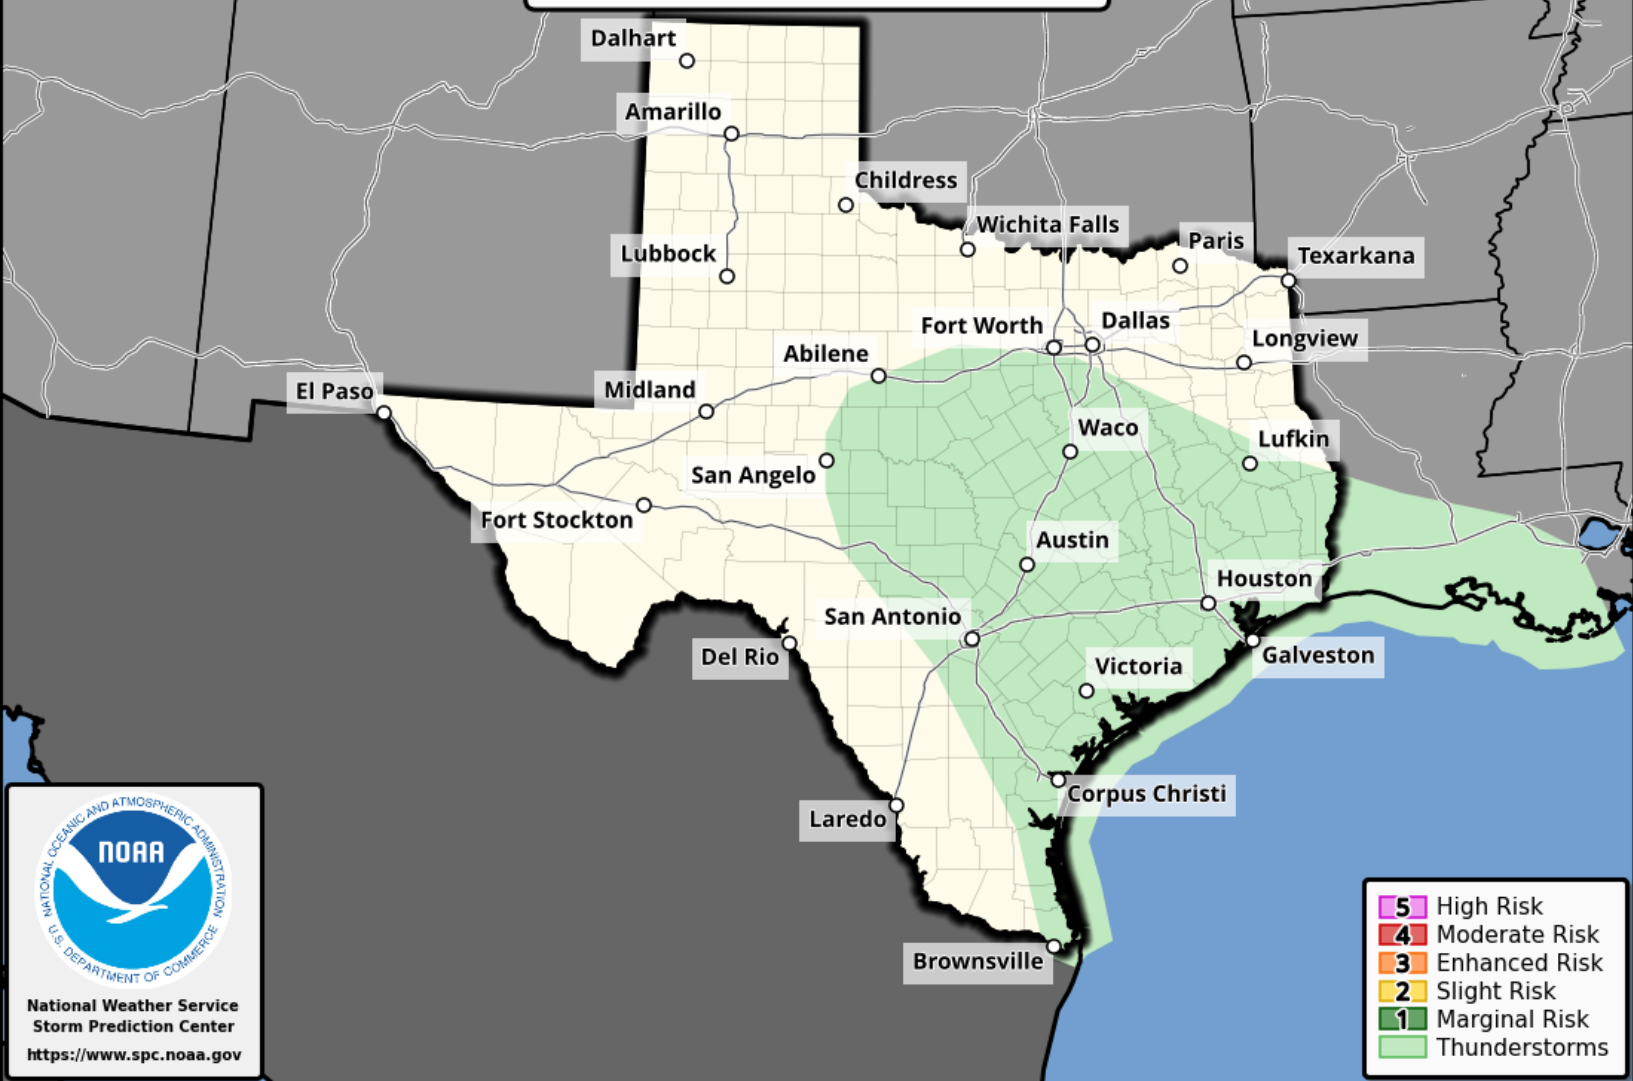 Dalhart
Amarillo
Childress
Wichita Falls
Paris
Lubbock
Texarkana
Fort Worth
Dallas
Longview
Abilene
El Paso
Midland
Waco
Lufkin
San Angelo
Fort Stockton
Austin
Houston
San Antonio
Del Rio
Galveston
Victoria
Corpus Christi
Laredo
Brownsville
NATIONAL OCEANIC AND ATMOSPHERIC ADMINISTRATION
NOAA
U.S. DEPARTMENT OF COMMERCE
National Weather Service
Storm Prediction Center
https://www.spc.noaa.gov
5 High Risk
4 Moderate Risk
3 Enhanced Risk
2 Slight Risk
1 Marginal Risk
Thunderstorms